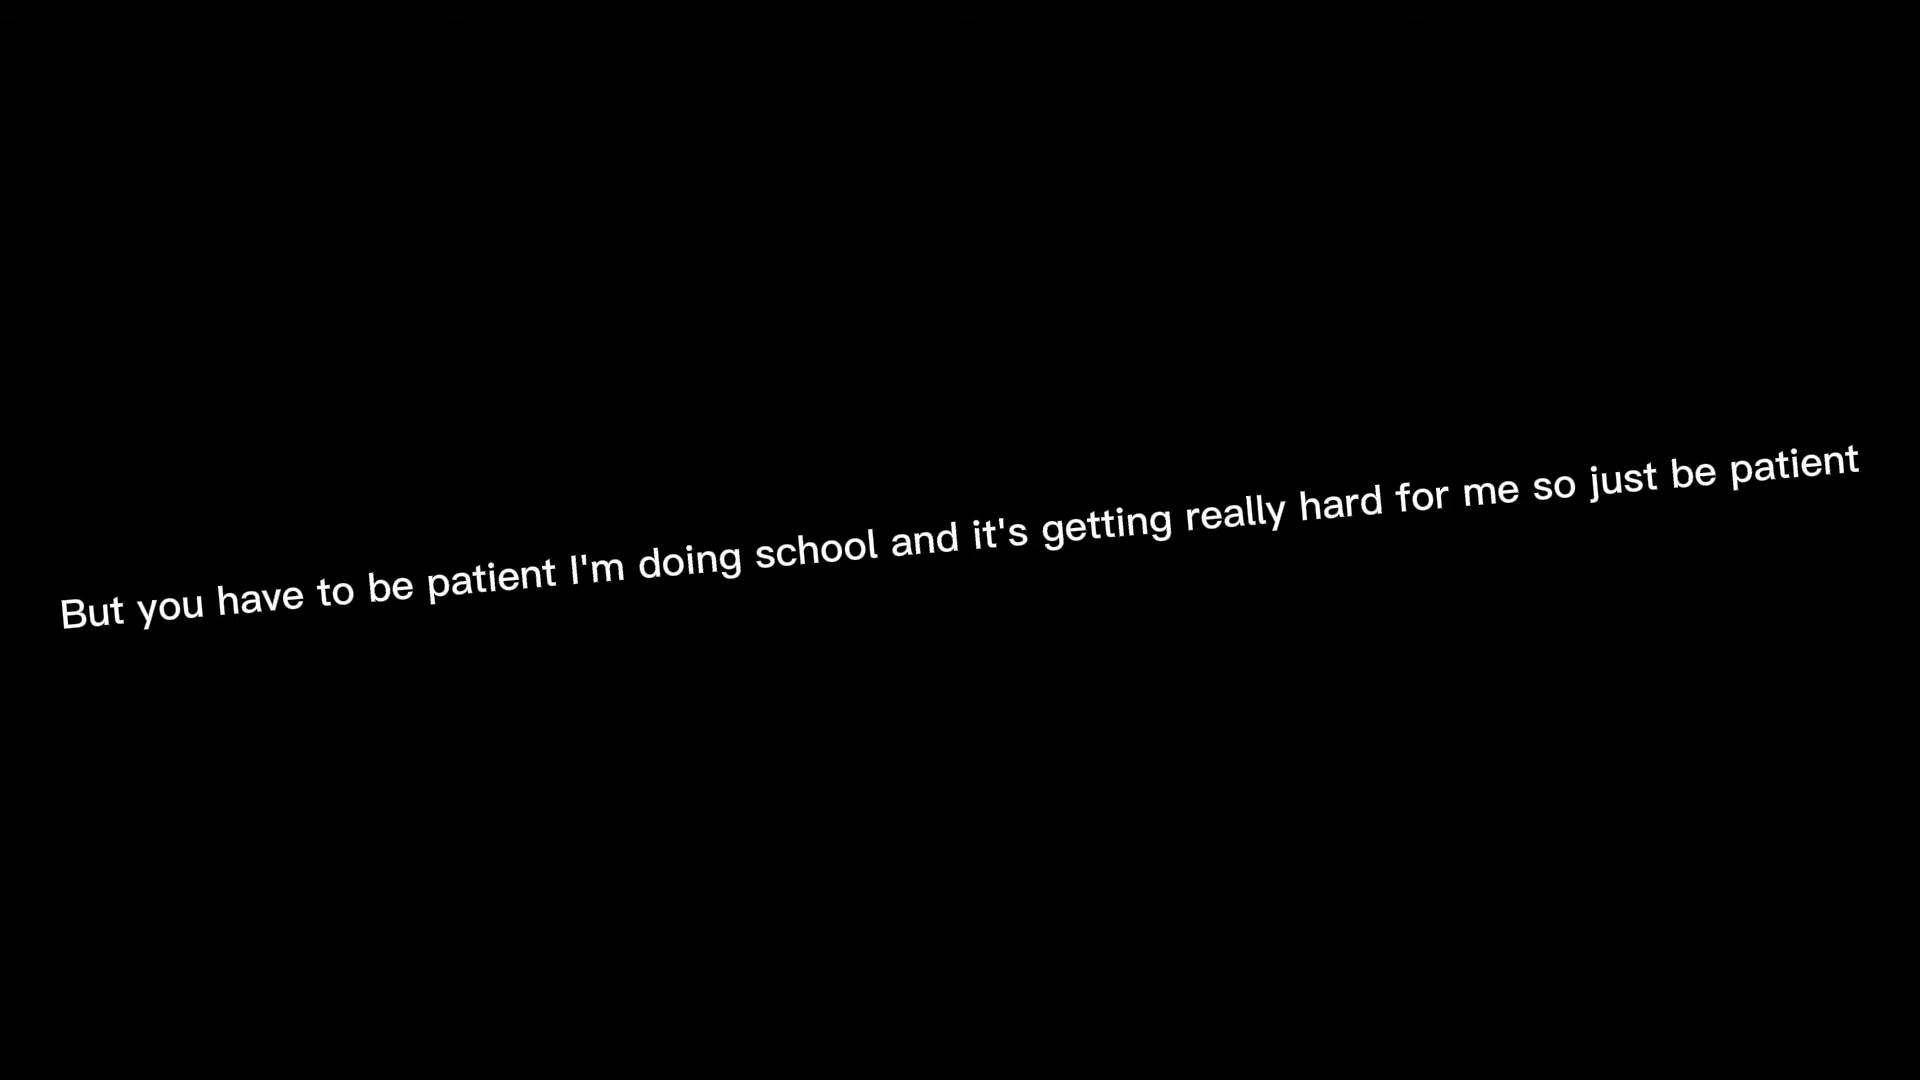 But you have to be patient I'm doing school and it's getting really hard for me so just be patient